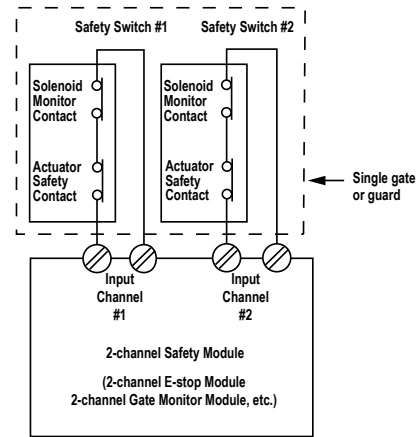 Safety Switch #1
Safety Switch #2
Solenoid
Monitor
Contact
Solenoid
Monitor
Contact
Actuator
Safety
Contact
Actuator
Safety
Contact
Single gate
or guard
Input
Channel
#1
Input
Channel
#2
2-channel Safety Module
(2-channel E-stop Module
2-channel Gate Monitor Module, etc.)